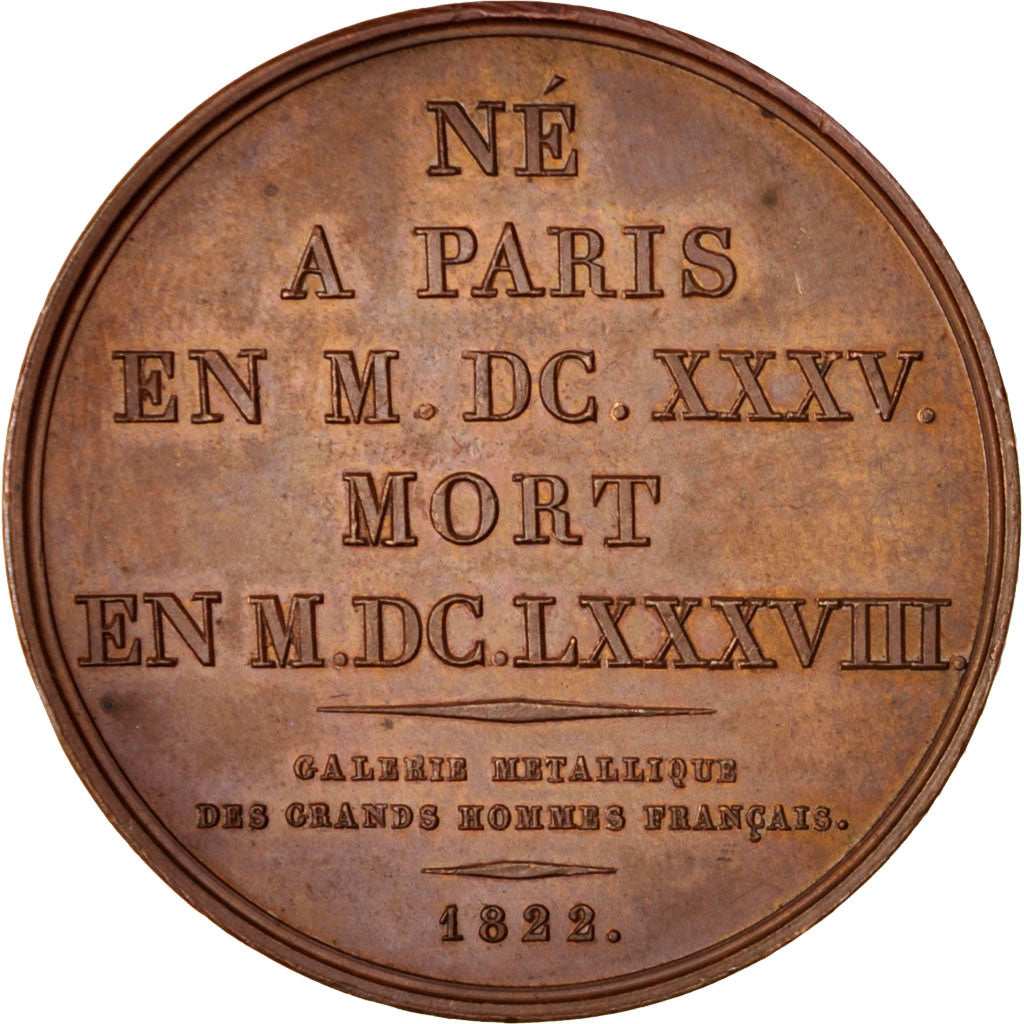 NÉ
A PARIS
EN M. DC. XXXV.
MORT
EN M.DC.LXXXVIII.
GALERIE METALLIQUE
DES GRANDS HOMMES FRANÇAIS.
1822.